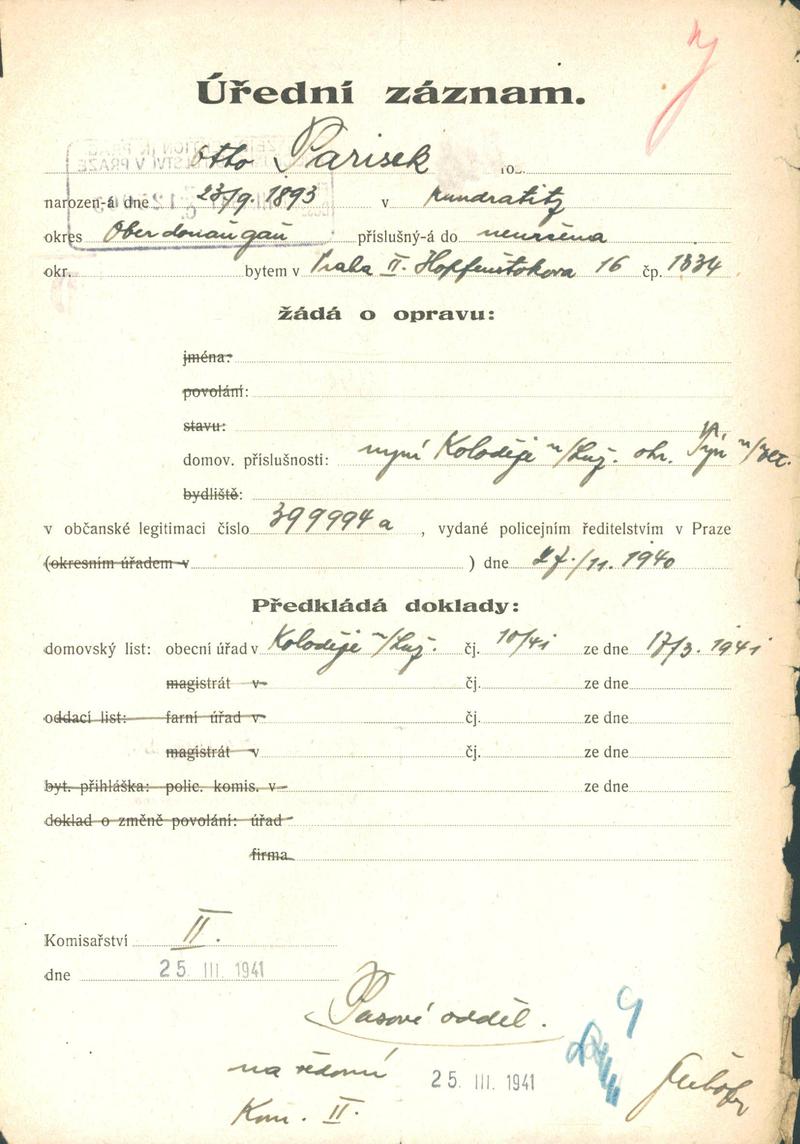 Úřední záznam.
Otto Parisek roz.
narozen-á dne 23/9. 1893 v Kundratitz
okres Oberdonaugau příslušný-á do neurčena
okr. bytem v Praha II. Hopfenštokova 16 čp. 1834
žádá o opravu:
jména:
povolání:
stavu:
domov. příslušnosti: nyní Koloděje n/Luž. okr. Týn n/Vlt.
bydliště:
v občanské legitimaci číslo 399994a, vydané policejním ředitelstvím v Praze
(okresním úřadem v ) dne 27./11. 1940
Předkládá doklady:
domovský list: obecní úřad v Koloděje n/Luž. čj. 10/41 ze dne 17/3. 1941
magistrát v čj. ze dne
oddací list: farní úřad v čj. ze dne
magistrát v čj. ze dne
byt. přihláška: polic. komis. v ze dne
doklad o změně povolání: úřad
firma
Komisařství II.
dne 25. III. 1941
Pasové odděl.
na vědomí 25. III. 1941
Kom. II.